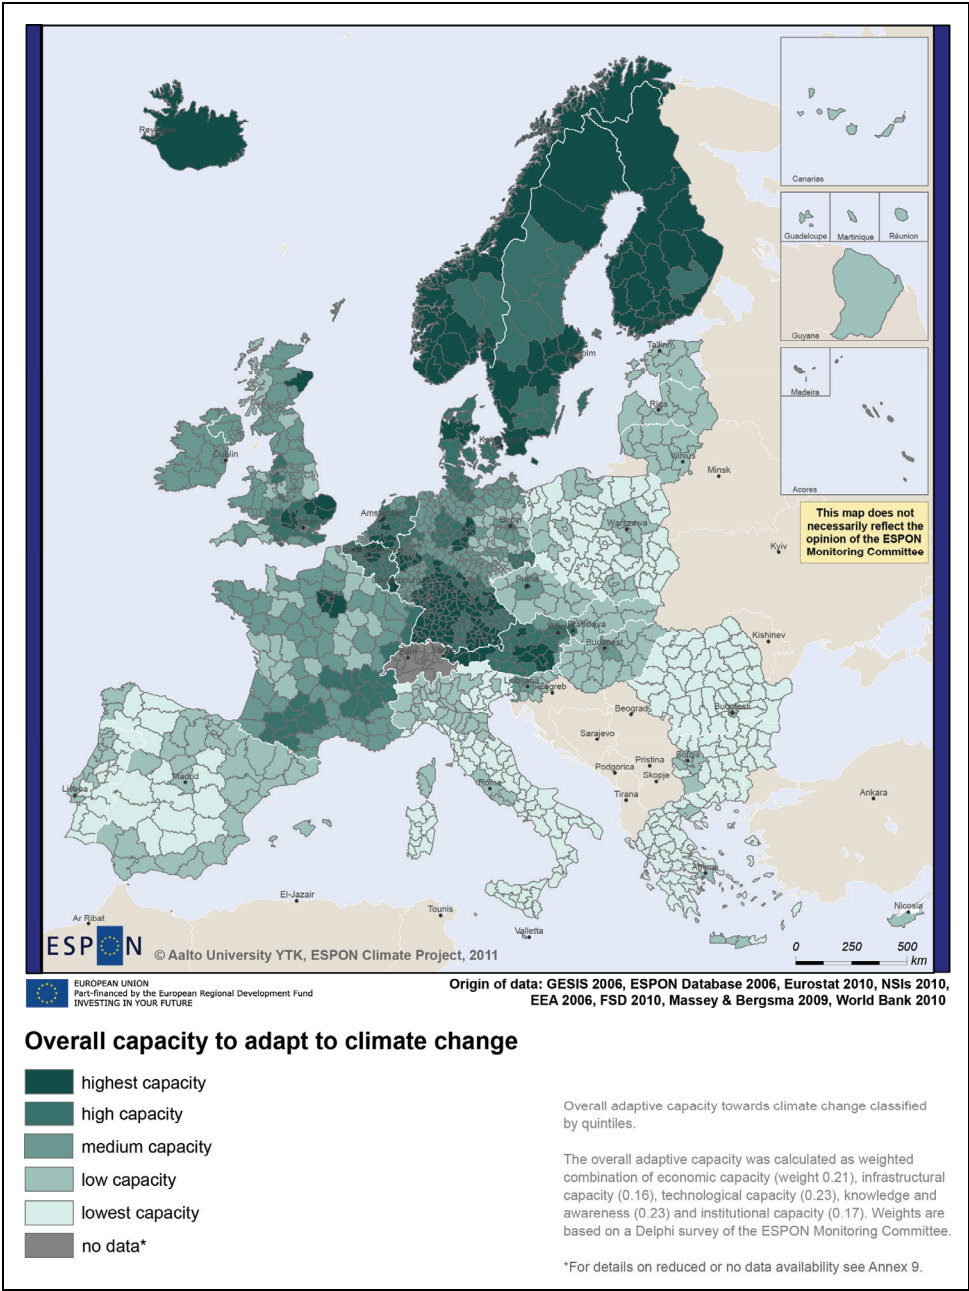 Reykjavik
Canarias
Guadeloupe
Martinique
Réunion
Guyane
Madeira
Acores
This map does not
necessarily reflect the
opinion of the ESPON
Monitoring Committee
Tallinn
Riga
Vilnius
Minsk
Dublin
Amsterdam
Berlin
Warszawa
Kyiv
Praha
Bratislava
Budapest
Kishinev
Ljubljana
Zagreb
Beograd
Bucuresti
Sarajevo
Sofiya
Pristina
Podgorica
Skopje
Tirana
Ankara
Madrid
Lisboa
Roma
Athinai
El-Jazair
Tounis
Ar Ribat
Valletta
Nicosia
ESPON
© Aalto University YTK, ESPON Climate Project, 2011
0 250 500
km
EUROPEAN UNION
Part-financed by the European Regional Development Fund
INVESTING IN YOUR FUTURE
Origin of data: GESIS 2006, ESPON Database 2006, Eurostat 2010, NSIs 2010,
EEA 2006, FSD 2010, Massey & Bergsma 2009, World Bank 2010
Overall capacity to adapt to climate change
highest capacity
high capacity
medium capacity
low capacity
lowest capacity
no data*
Overall adaptive capacity towards climate change classified
by quintiles.
The overall adaptive capacity was calculated as weighted
combination of economic capacity (weight 0.21), infrastructural
capacity (0.16), technological capacity (0.23), knowledge and
awareness (0.23) and institutional capacity (0.17). Weights are
based on a Delphi survey of the ESPON Monitoring Committee.
*For details on reduced or no data availability see Annex 9.